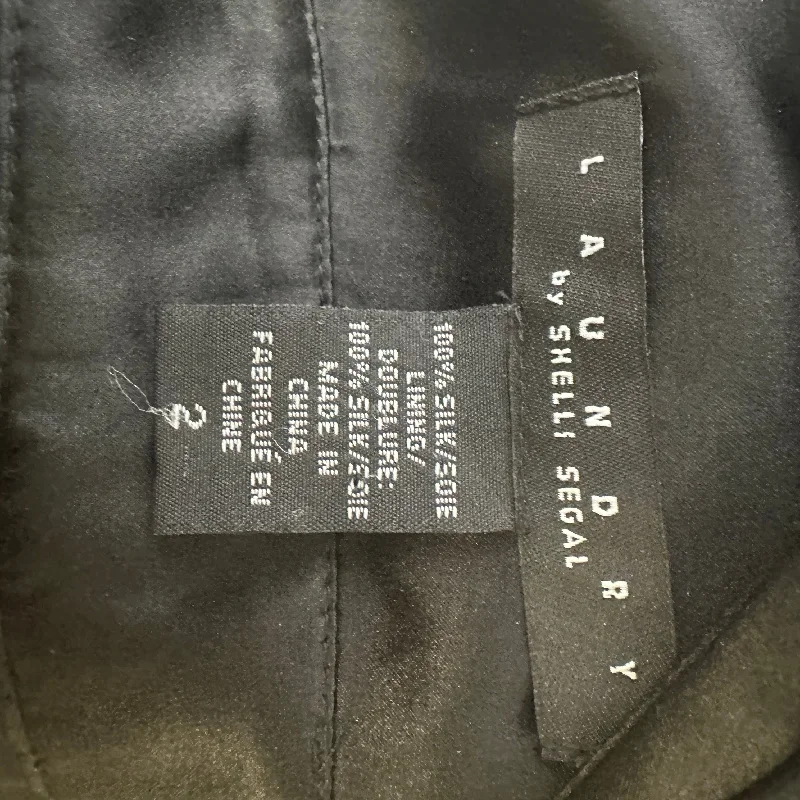 LAUNDRY
by SHELLI SEGAL
100% SILK/SOIE
LINING/
DOUBLURE:
100% SILK/SOIE
MADE IN
CHINA
FABRIQUÉ EN
CHINE
2